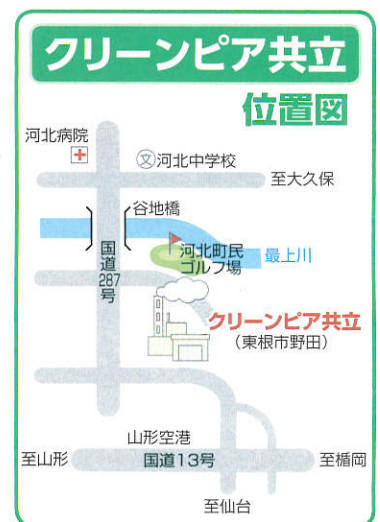 クリーンピア共立
位置図
河北病院
文河北中学校
至大久保
谷地橋
国道287号
河北町民
ゴルフ場
最上川
クリーンピア共立
（東根市野田）
山形空港
至山形
国道13号
至楯岡
至仙台